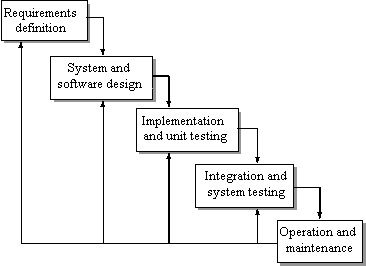 Requirements
definition
System and
software design
Implementation
and unit testing
Integration and
system testing
Operation and
maintenance